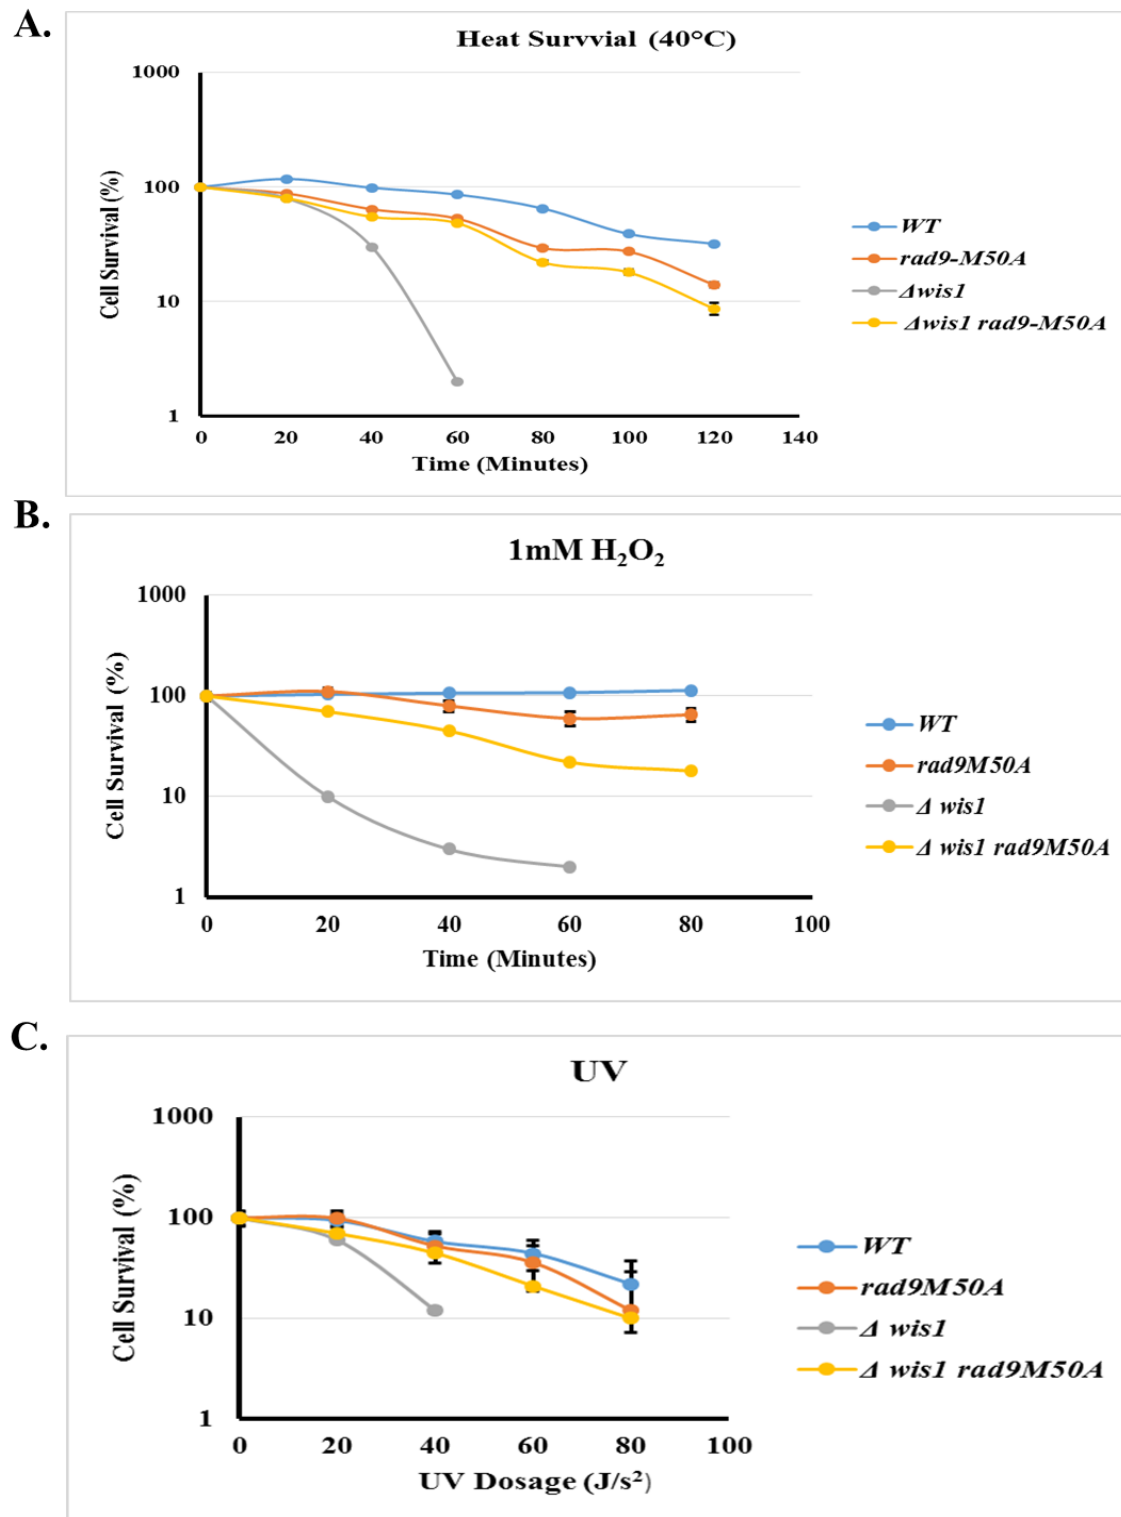 A.
Heat Survvial (40°C)
1000
100
10
1
Cell Survival (%)
0 20 40 60 80 100 120 140
Time (Minutes)
WT
rad9-M50A
Δwis1
Δwis1 rad9-M50A
B.
1mM H₂O₂
1000
100
10
1
Cell Survival (%)
0 20 40 60 80 100
Time (Minutes)
WT
rad9M50A
Δ wis1
Δ wis1 rad9M50A
C.
UV
1000
100
10
1
Cell Survival (%)
0 20 40 60 80 100
UV Dosage (J/s²)
WT
rad9M50A
Δ wis1
Δ wis1 rad9M50A